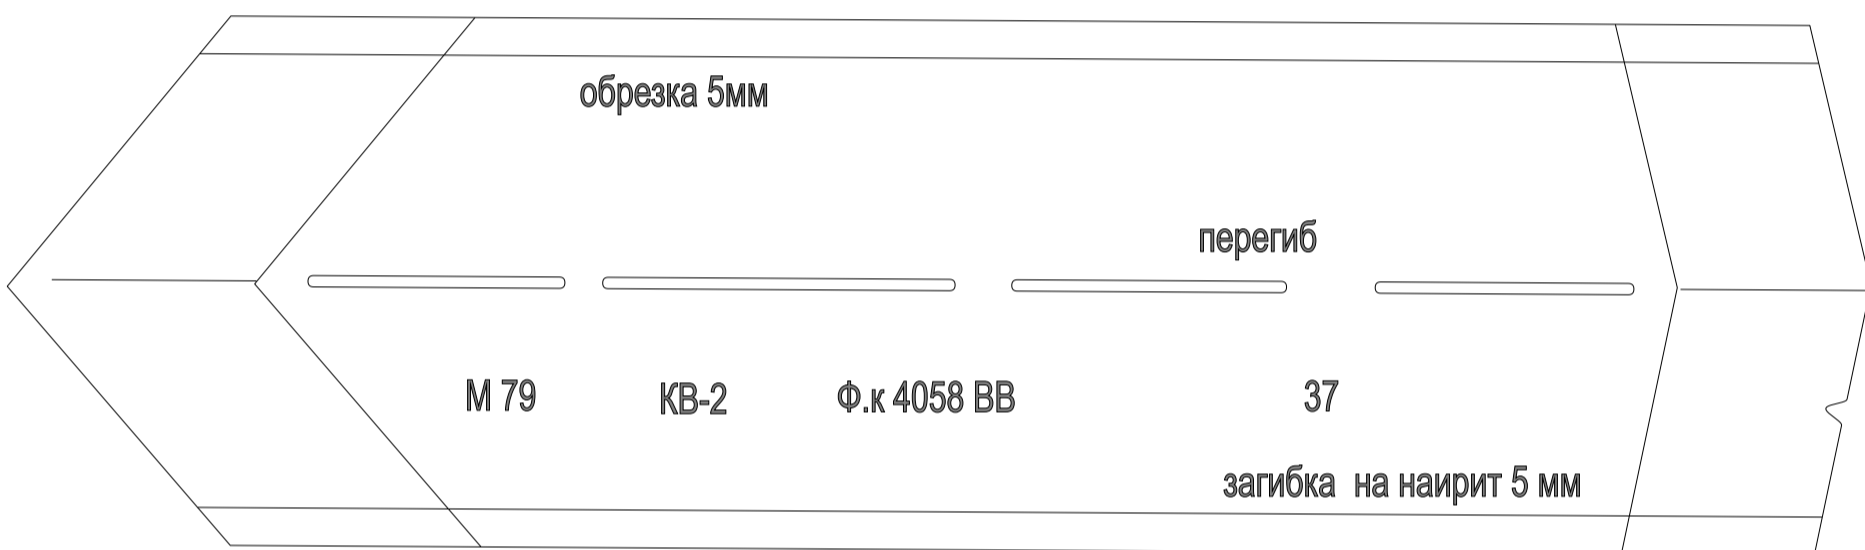 обрезка 5мм
перегиб
М 79 КВ-2 Ф.к 4058 ВВ 37
загибка на наирит 5 мм